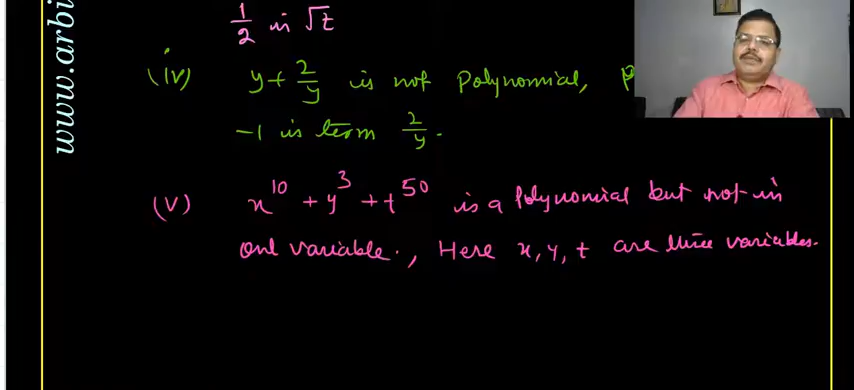 1/2 in √t
(iv) y + 2/y is not polynomial,
-1 is term 2/y.
(v) x^10 + y^3 + t^50 is a polynomial but not in
one variable., Here x, y, t are three variables.
www.arbi